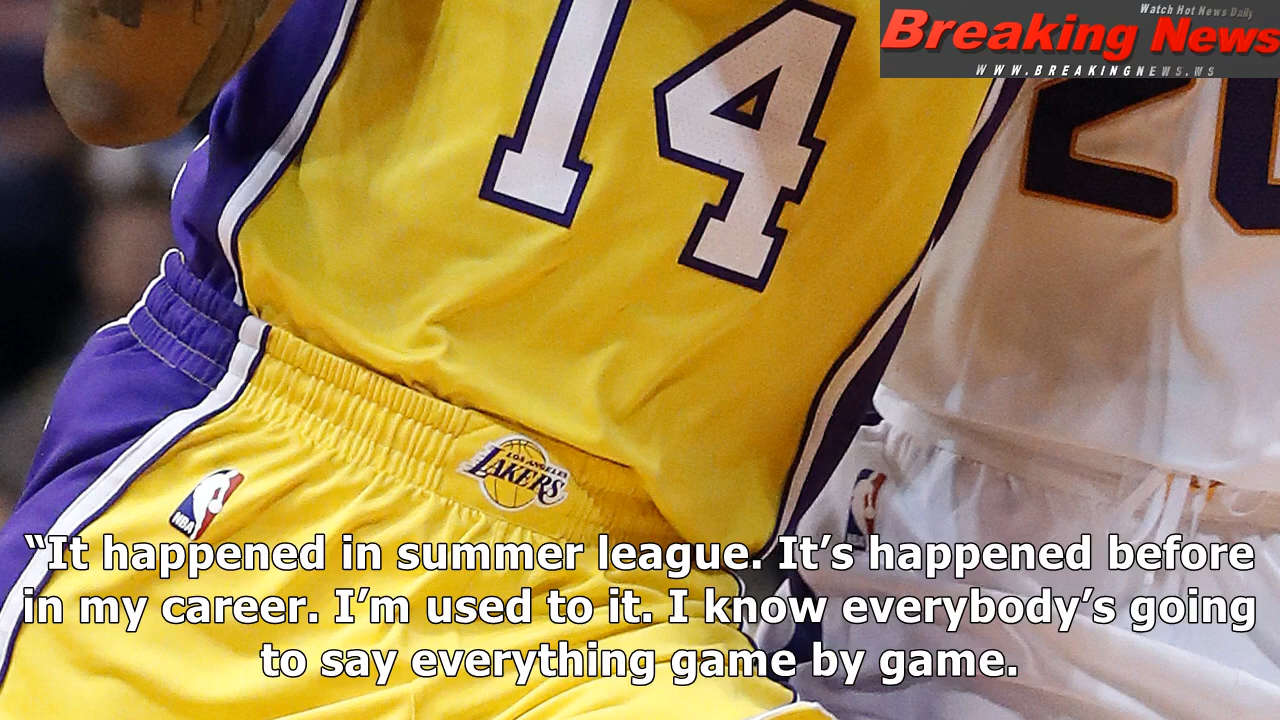 Watch Hot News Daily
Breaking News
WWW.BREAKINGNEWS.WS
14
20
LOS ANGELES
LAKERS
NBA
“It happened in summer league. It’s happened before
in my career. I’m used to it. I know everybody’s going
to say everything game by game.